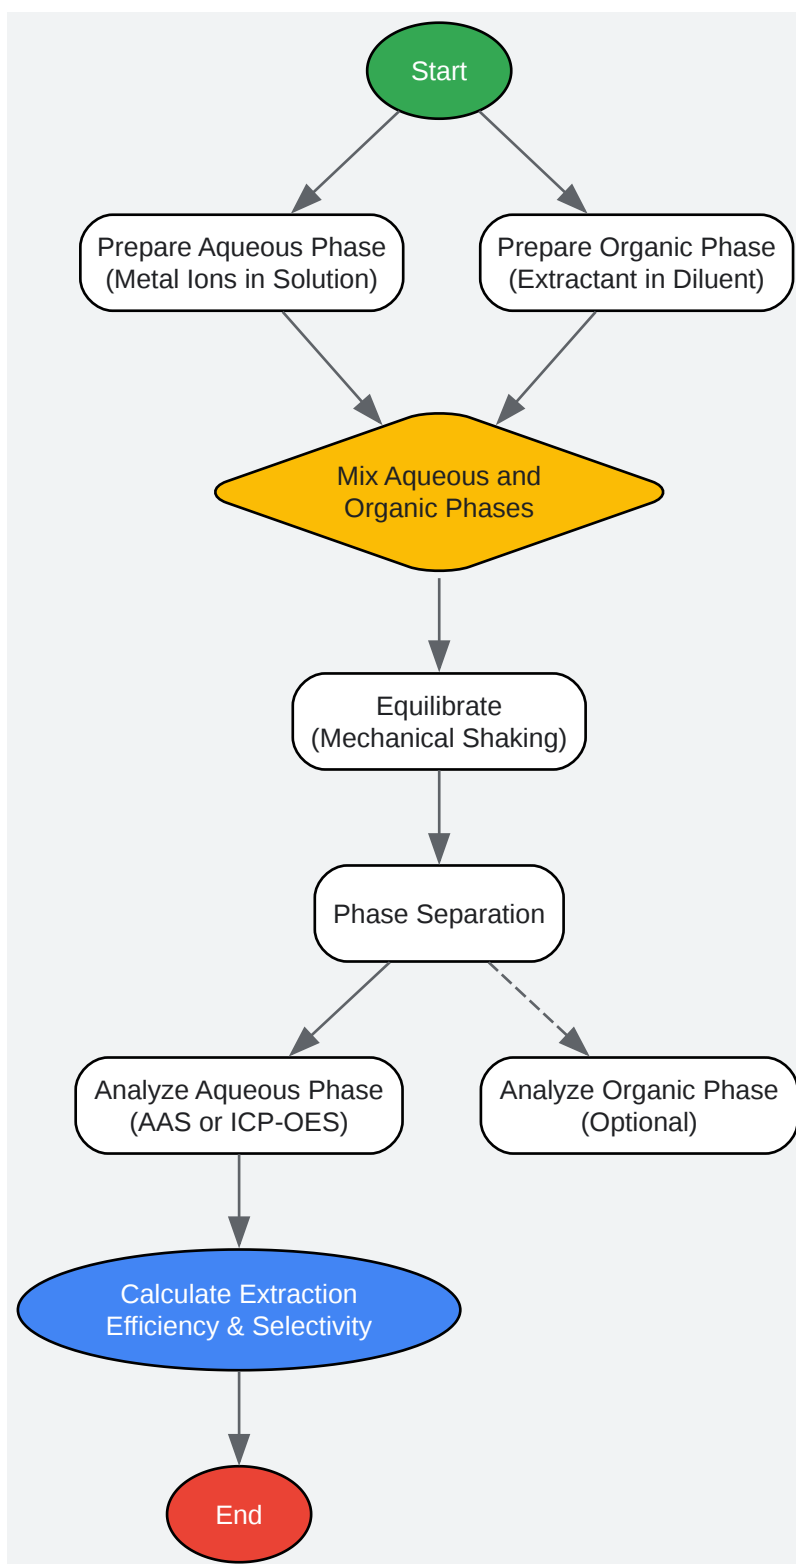 Start
Prepare Aqueous Phase
(Metal Ions in Solution)
Prepare Organic Phase
(Extractant in Diluent)
Mix Aqueous and
Organic Phases
Equilibrate
(Mechanical Shaking)
Phase Separation
Analyze Aqueous Phase
(AAS or ICP-OES)
Analyze Organic Phase
(Optional)
Calculate Extraction
Efficiency & Selectivity
End